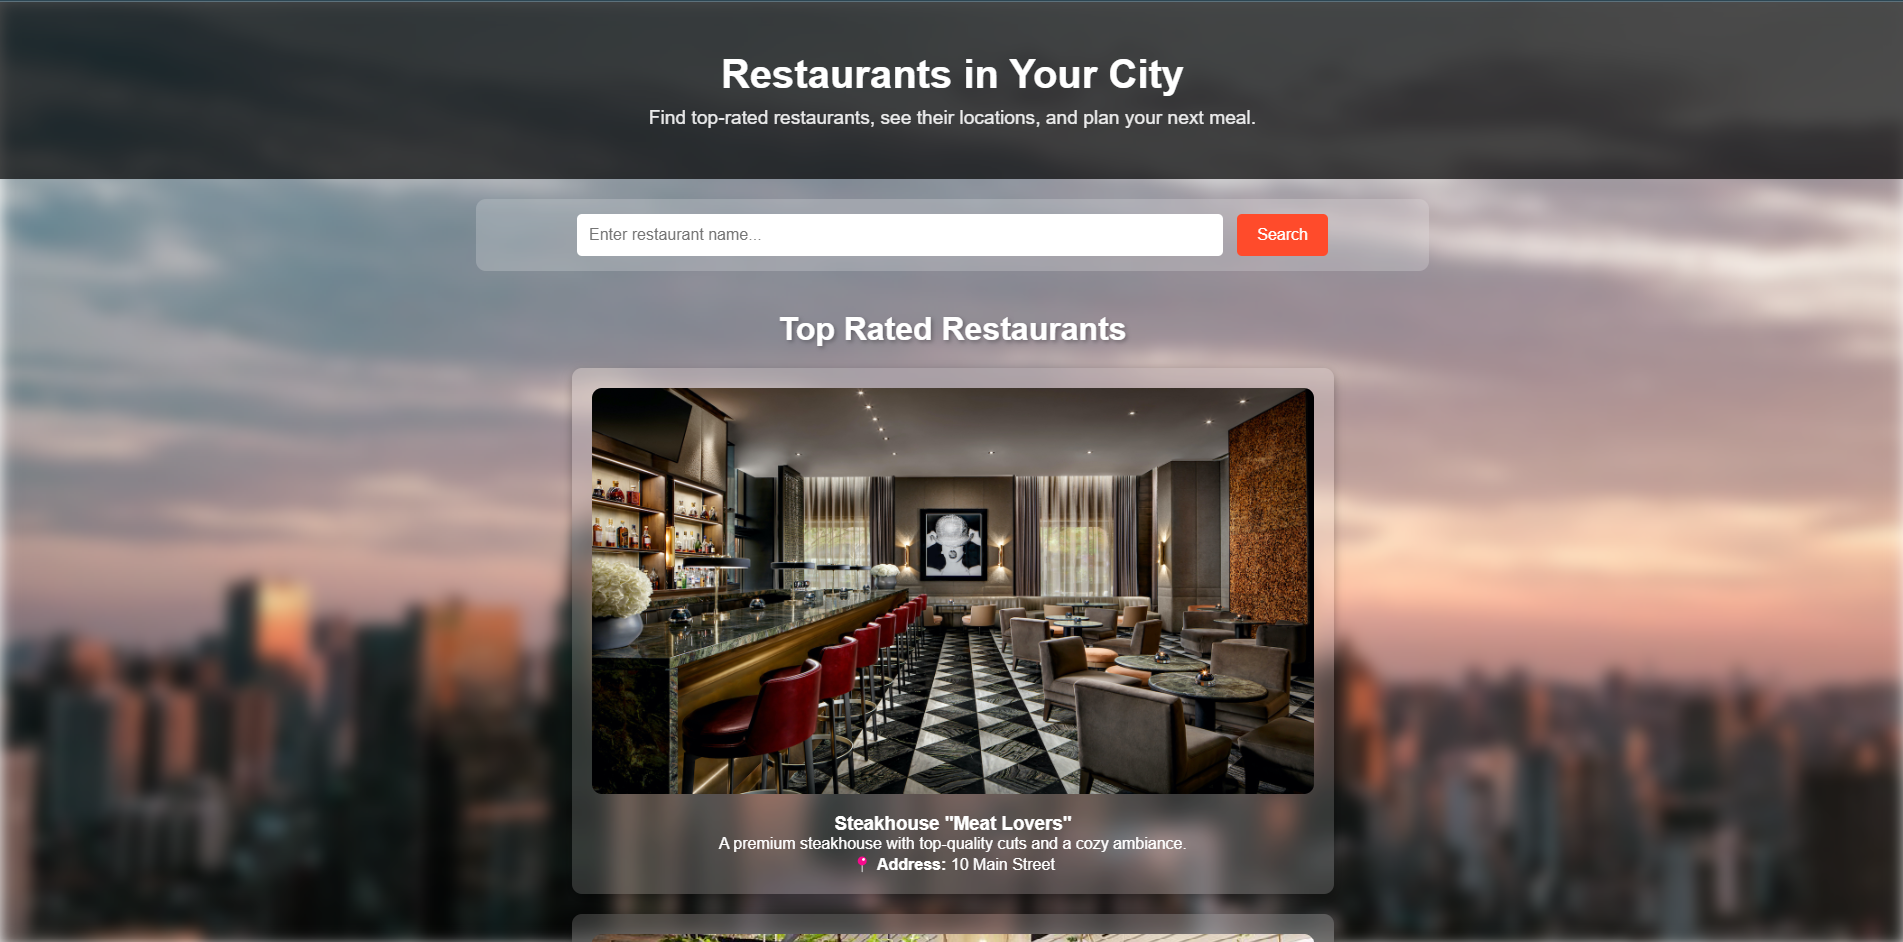 Restaurants in Your City
Find top-rated restaurants, see their locations, and plan your next meal.
Enter restaurant name...
Search
Top Rated Restaurants
Steakhouse "Meat Lovers"
A premium steakhouse with top-quality cuts and a cozy ambiance.
📍 Address: 10 Main Street